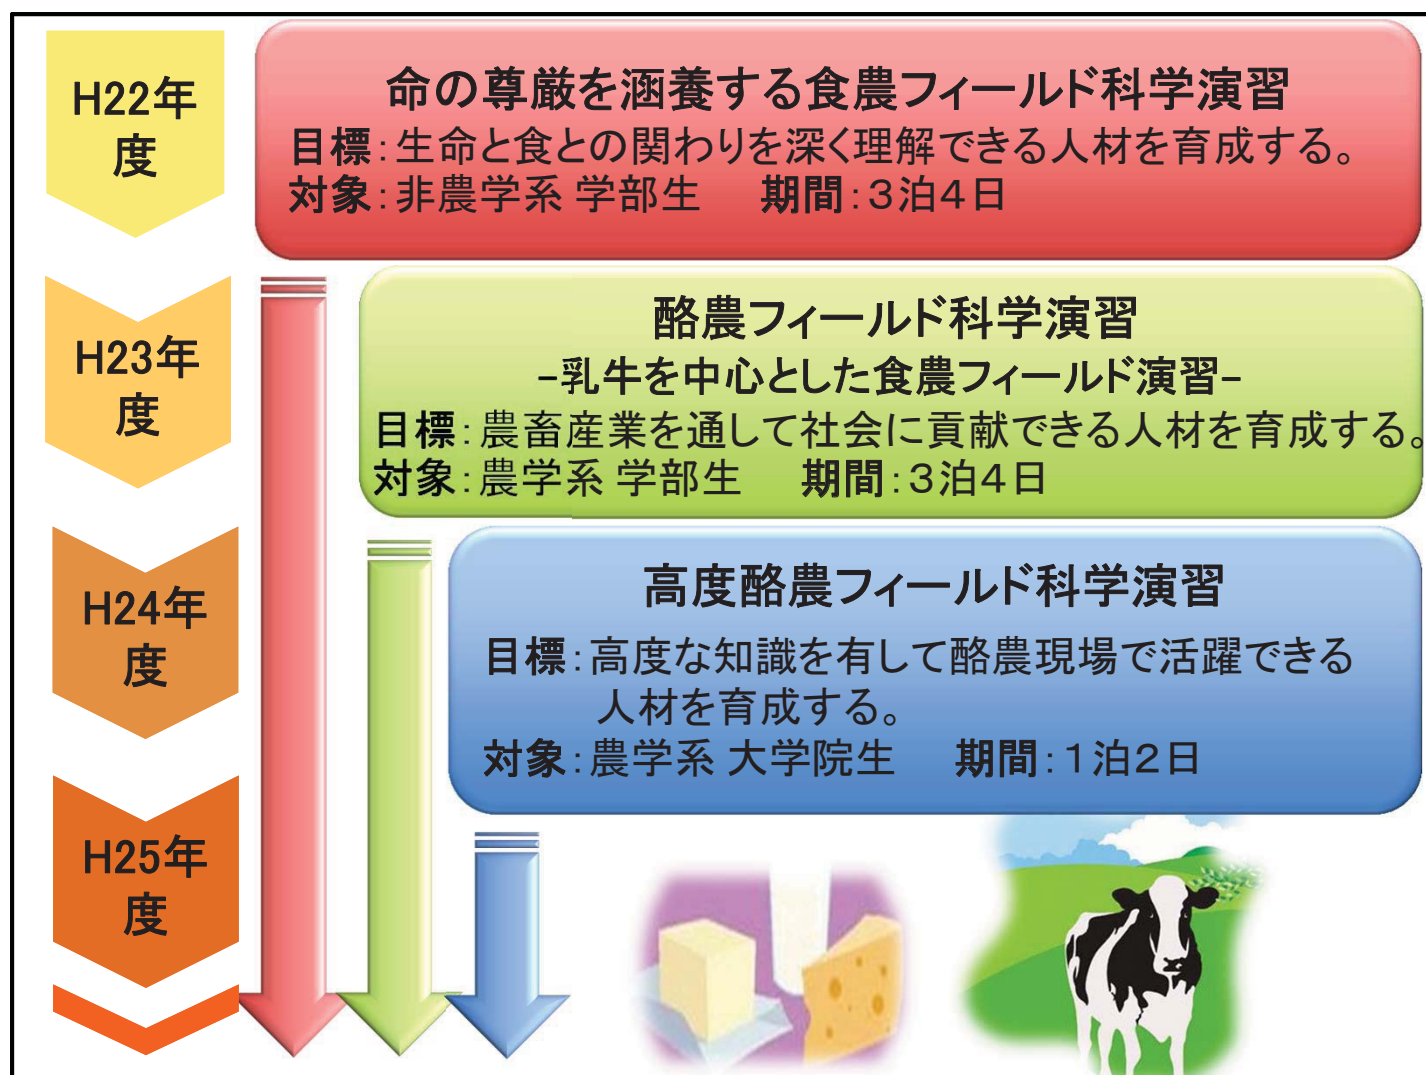 H22年
度
命の尊厳を涵養する食農フィールド科学演習
目標:生命と食との関わりを深く理解できる人材を育成する。
対象:非農学系 学部生 期間:3泊4日
H23年
度
酪農フィールド科学演習
-乳牛を中心とした食農フィールド演習-
目標:農畜産業を通して社会に貢献できる人材を育成する。
対象:農学系 学部生 期間:3泊4日
H24年
度
高度酪農フィールド科学演習
目標:高度な知識を有して酪農現場で活躍できる
人材を育成する。
対象:農学系 大学院生 期間:1泊2日
H25年
度